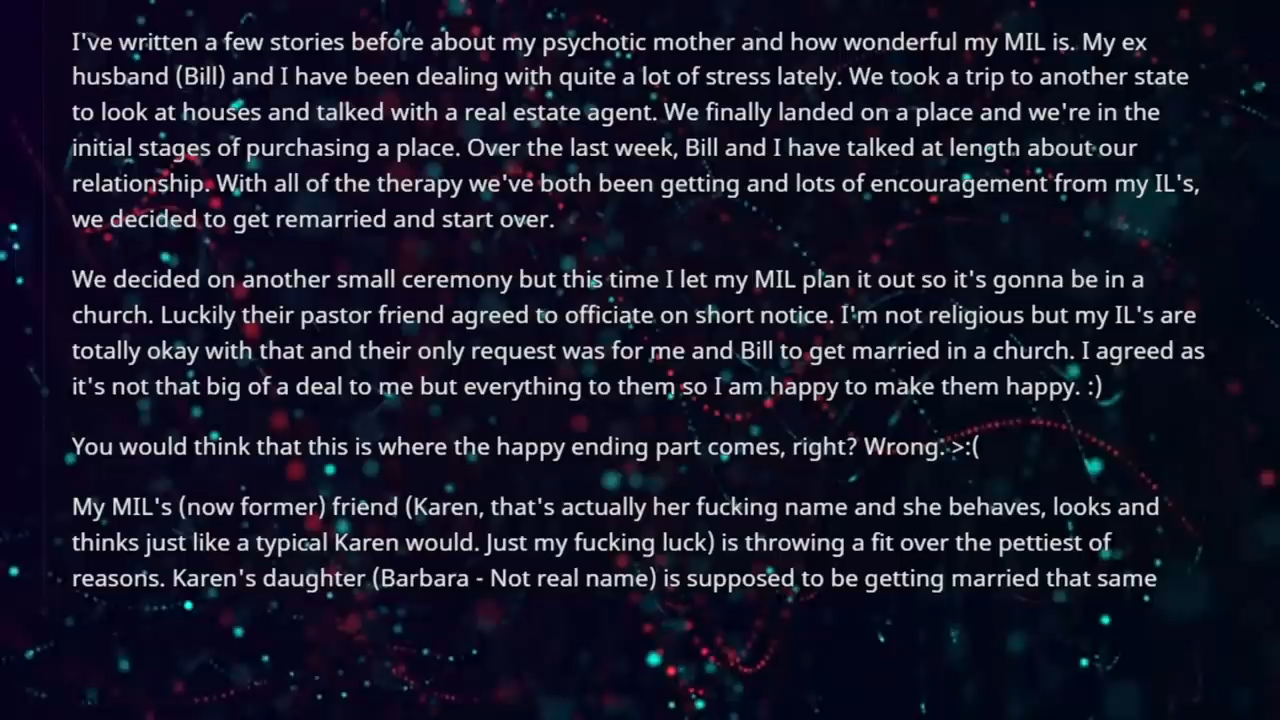 I've written a few stories before about my psychotic mother and how wonderful my MIL is. My ex
husband (Bill) and I have been dealing with quite a lot of stress lately. We took a trip to another state
to look at houses and talked with a real estate agent. We finally landed on a place and we're in the
initial stages of purchasing a place. Over the last week, Bill and I have talked at length about our
relationship. With all of the therapy we've both been getting and lots of encouragement from my IL's,
we decided to get remarried and start over.
We decided on another small ceremony but this time I let my MIL plan it out so it's gonna be in a
church. Luckily their pastor friend agreed to officiate on short notice. I'm not religious but my IL's are
totally okay with that and their only request was for me and Bill to get married in a church. I agreed as
it's not that big of a deal to me but everything to them so I am happy to make them happy. :)
You would think that this is where the happy ending part comes, right? Wrong. >:(
My MIL's (now former) friend (Karen, that's actually her fucking name and she behaves, looks and
thinks just like a typical Karen would. Just my fucking luck) is throwing a fit over the pettiest of
reasons. Karen's daughter (Barbara - Not real name) is supposed to be getting married that same